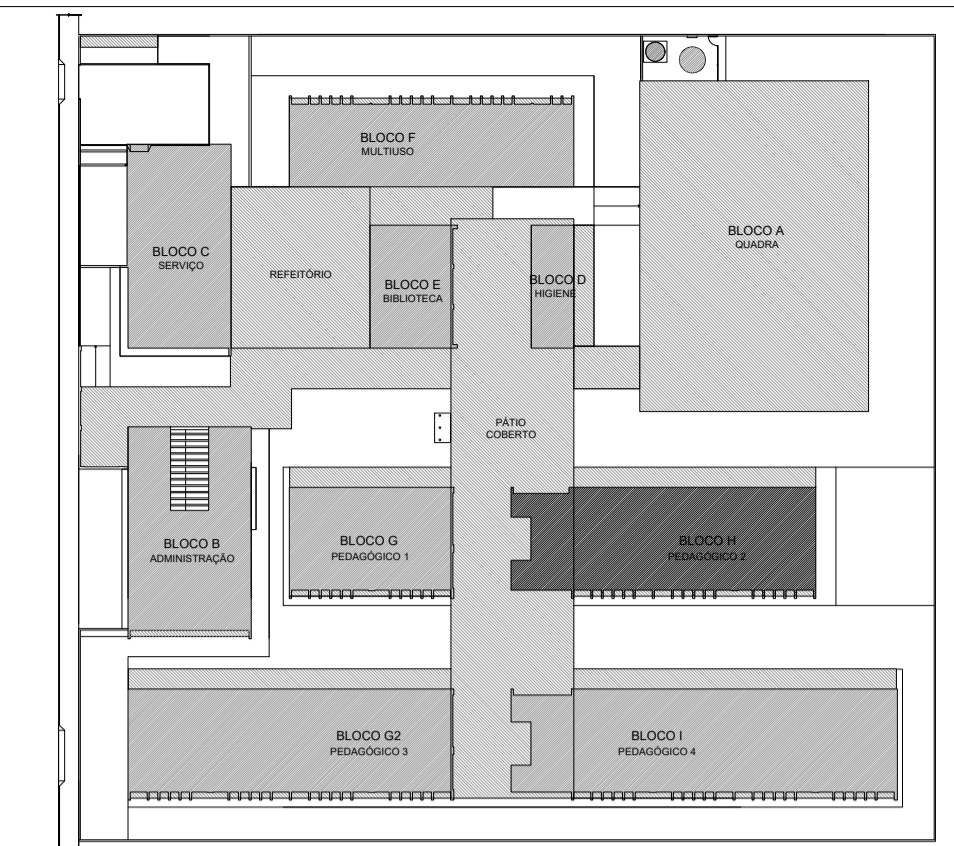 BLOCO F
MULTIUSO
BLOCO A
QUADRA
BLOCO C
SERVIÇO
REFEITÓRIO
BLOCO E
BIBLIOTECA
BLOCO D
HIGIENE
PÁTIO
COBERTO
BLOCO B
ADMINISTRAÇÃO
BLOCO G
PEDAGÓGICO 1
BLOCO H
PEDAGÓGICO 2
BLOCO G2
PEDAGÓGICO 3
BLOCO I
PEDAGÓGICO 4